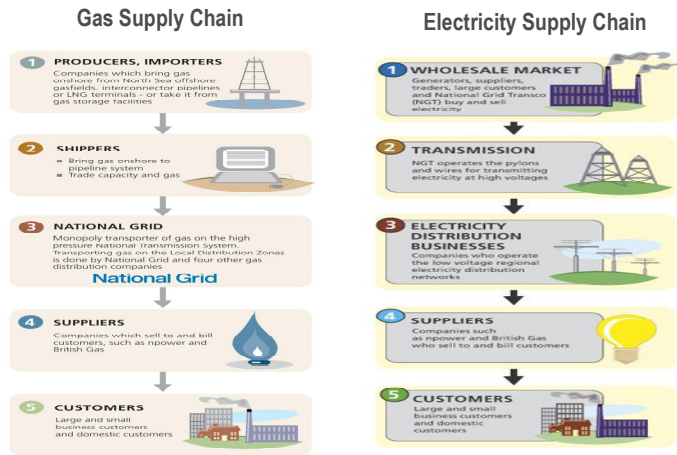 Gas Supply Chain
1 PRODUCERS, IMPORTERS
Companies which bring gas
onshore from North Sea offshore
gasfields, interconnector pipelines
or LNG terminals - or take it from
gas storage facilities
2 SHIPPERS
Bring gas onshore to
pipeline system
Trade capacity and gas
3 NATIONAL GRID
Monopoly transporter of gas on the high
pressure National Transmission System.
Transporting gas on the Local Distribution Zones
is done by National Grid and four other gas
distribution companies
National Grid
4 SUPPLIERS
Companies which sell to and bill
customers, such as npower and
British Gas
5 CUSTOMERS
Large and small
business customers
and domestic customers
Electricity Supply Chain
1 WHOLESALE MARKET
Generators, suppliers,
traders, large customers
and National Grid Transco
(NGT) buy and sell
electricity
2 TRANSMISSION
NGT operates the pylons
and wires for transmitting
electricity at high voltages
3 ELECTRICITY
DISTRIBUTION
BUSINESSES
Companies who operate
the low voltage regional
electricity distribution
networks
4 SUPPLIERS
Companies such
as npower and British Gas
who sell to and bill customers
5 CUSTOMERS
Large and small
business customers
and domestic
customers